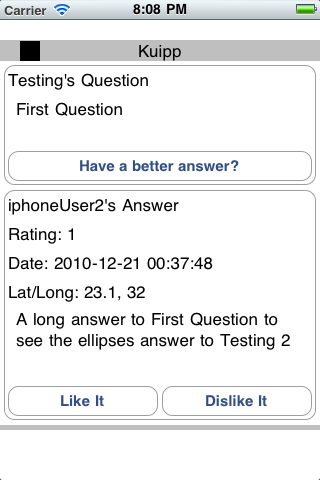 Carrier 8:08 PM
Kuipp
Testing's Question
First Question
Have a better answer?
iphoneUser2's Answer
Rating: 1
Date: 2010-12-21 00:37:48
Lat/Long: 23.1, 32
A long answer to First Question to
see the ellipses answer to Testing 2
Like It Dislike It